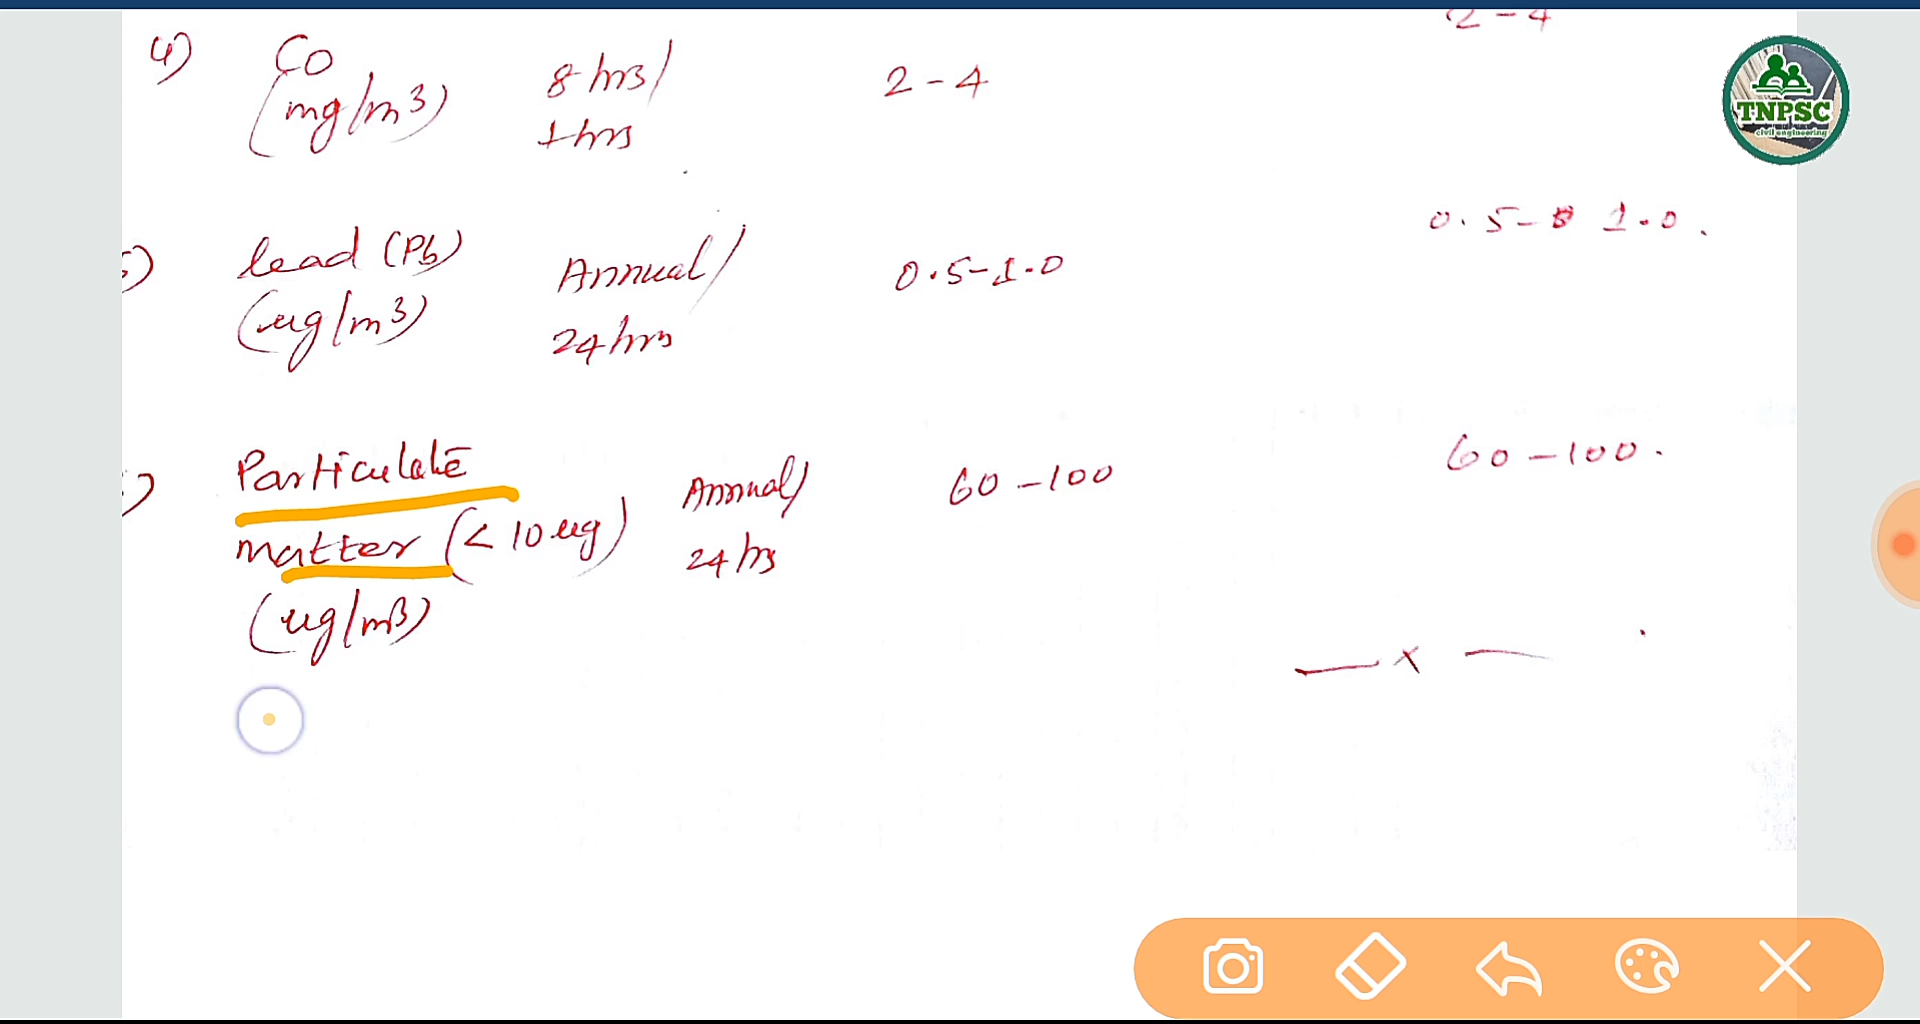 2-4
4) CO 8 hrs/ 2-4
(mg/m3) 1 hrs
TNPSC
civil engineering
lead (Pb) Annual/ 0.5-1.0 0.5- 1.0.
(ug/m3) 24 hrs
Particulate Annual/ 60-100 60-100.
matter (< 10 ug) 24 hrs
(ug/m3)
— x —